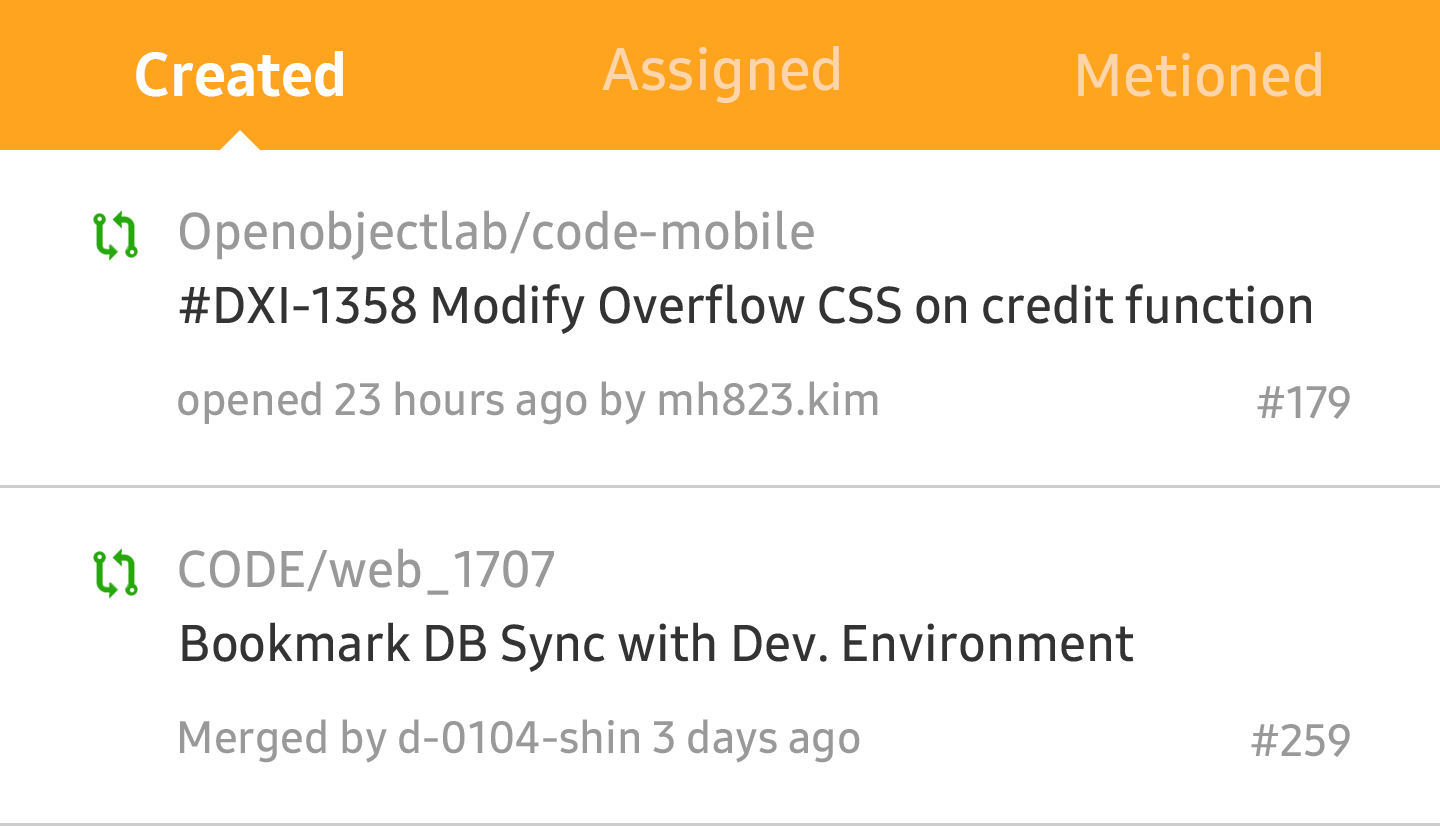 Created Assigned Metioned
Openobjectlab/code-mobile
#DXI-1358 Modify Overflow CSS on credit function
opened 23 hours ago by mh823.kim #179
CODE/web_1707
Bookmark DB Sync with Dev. Environment
Merged by d-0104-shin 3 days ago #259